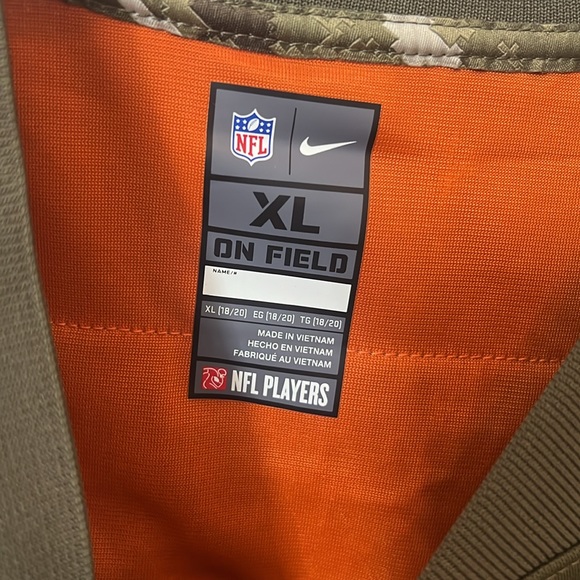 NFL
XL
ON FIELD
NAME/#
XL (18/20) EG (18/20) TG (18/20)
MADE IN VIETNAM
HECHO EN VIETNAM
FABRIQUÉ AU VIETNAM
NFL PLAYERS